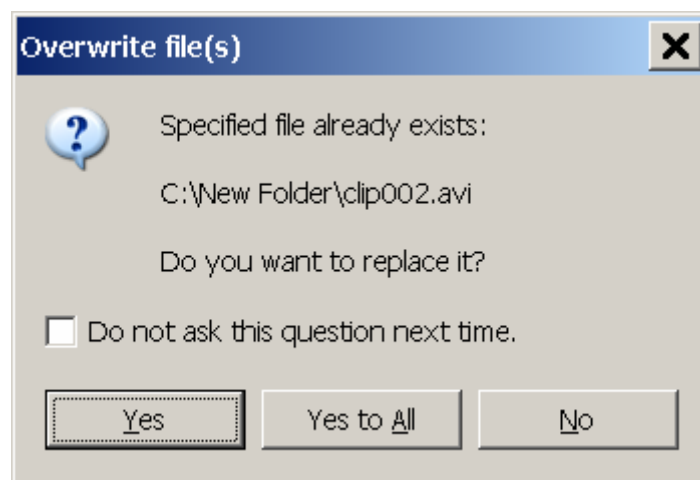 Overwrite file(s)
Specified file already exists:
C:\New Folder\clip002.avi
Do you want to replace it?
Do not ask this question next time.
Yes Yes to All No